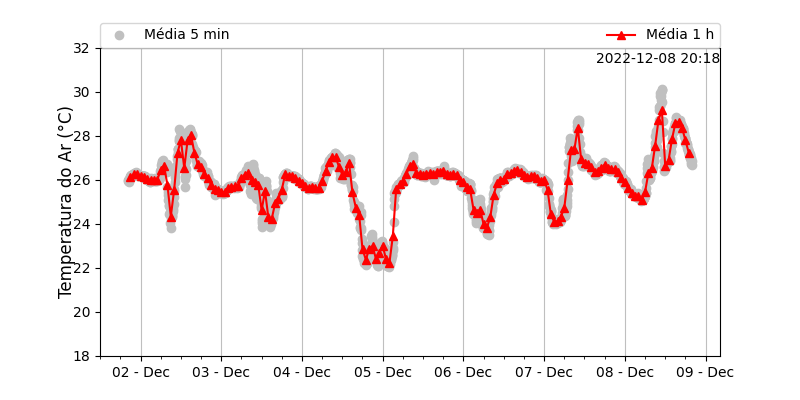 Média 5 min
Média 1 h
2022-12-08 20:18
Temperatura do Ar (°C)
32
30
28
26
24
22
20
18
02 - Dec
03 - Dec
04 - Dec
05 - Dec
06 - Dec
07 - Dec
08 - Dec
09 - Dec